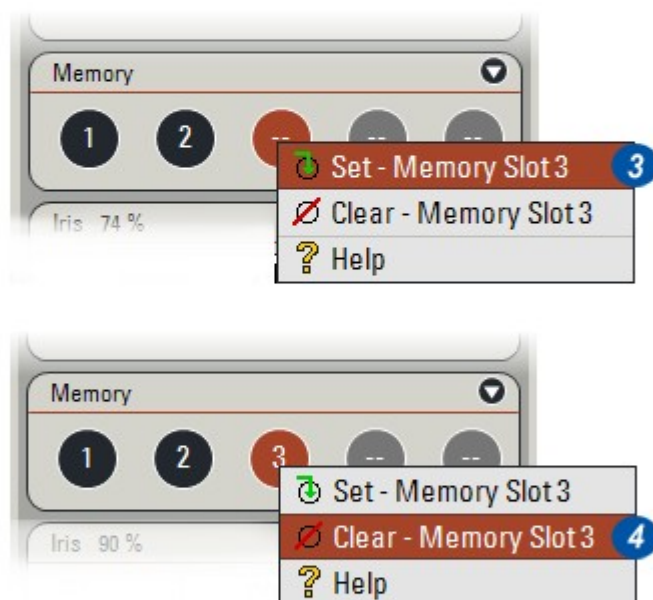 Memory
1 2 -- -- --
Set - Memory Slot 3 3
Clear - Memory Slot 3
Iris 74 %
? Help
Memory
1 2 3 -- --
Set - Memory Slot 3
Clear - Memory Slot 3 4
Iris 90 %
? Help